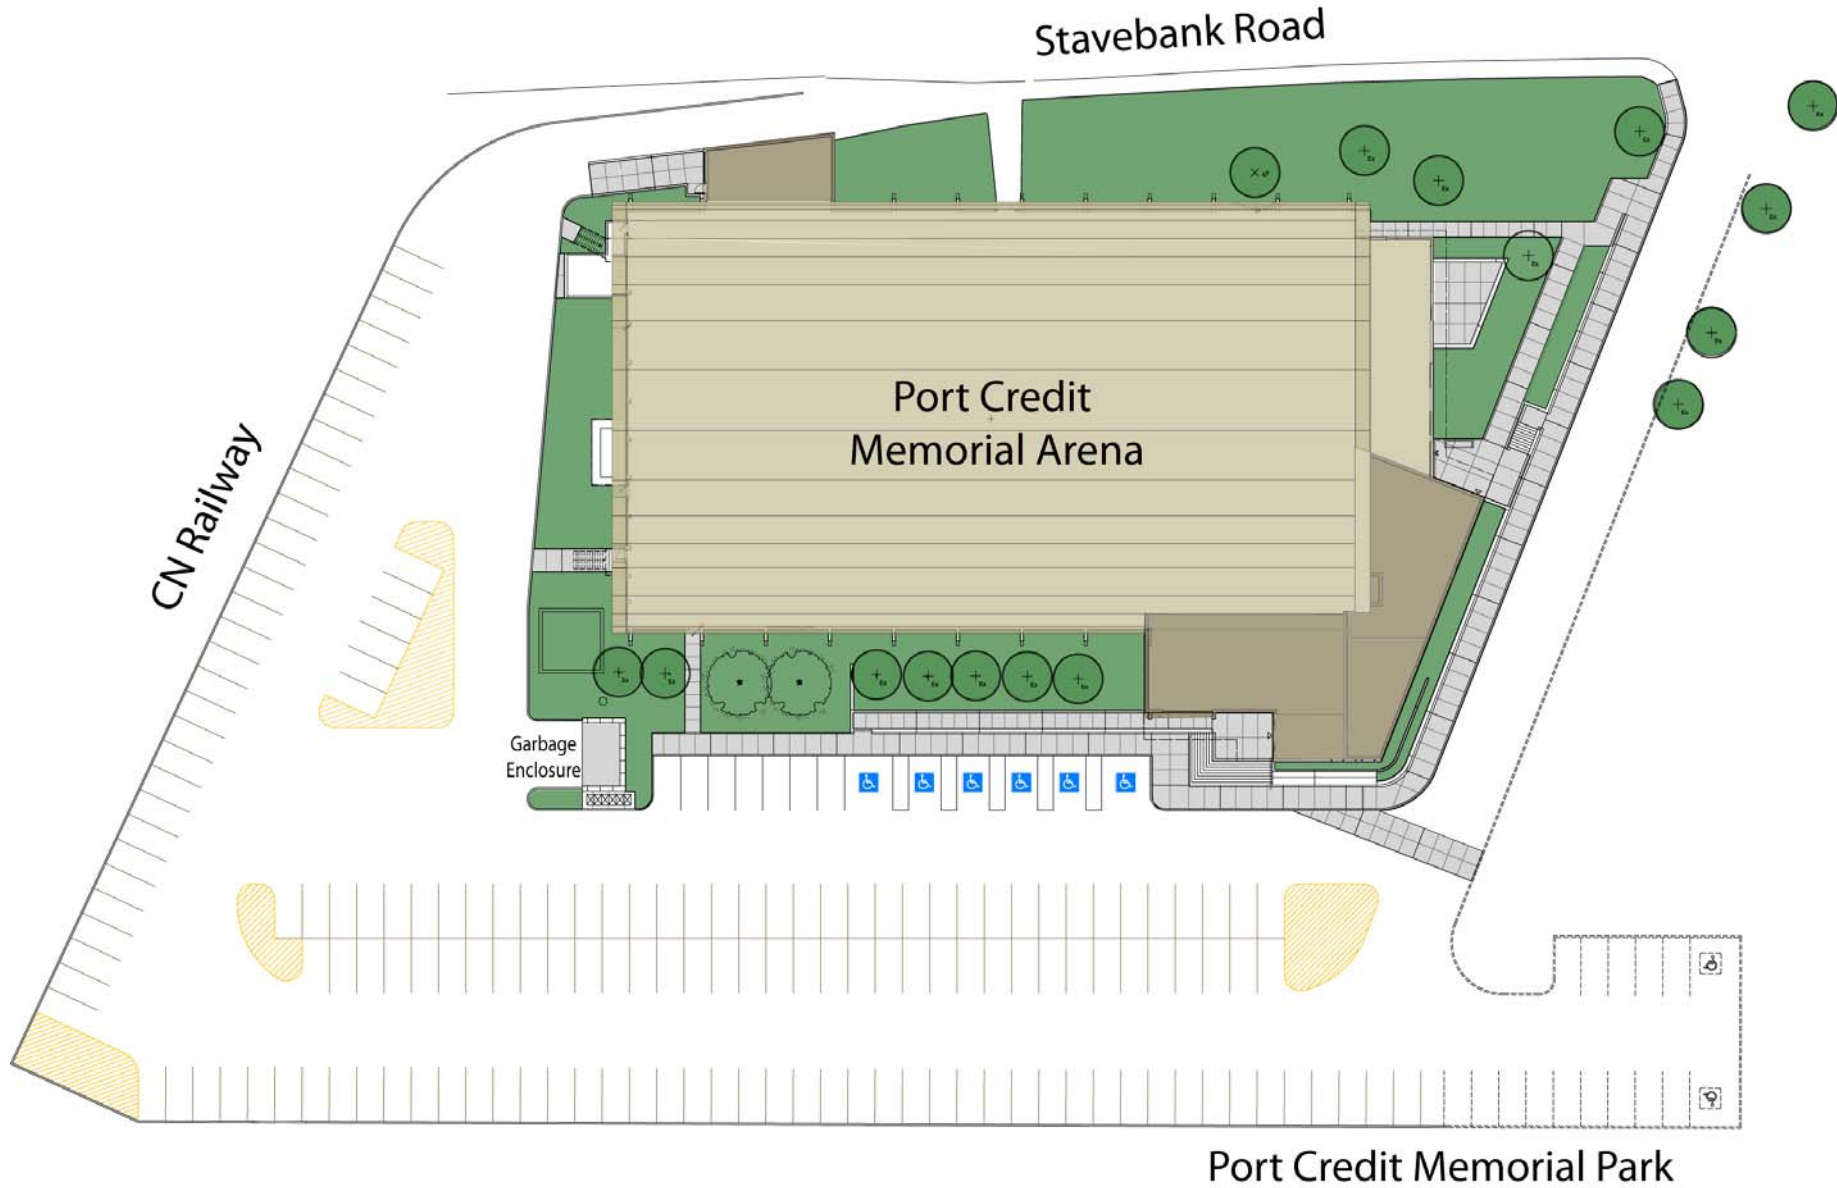 Stavebank Road
Port Credit
Memorial Arena
CN Railway
Garbage
Enclosure
Port Credit Memorial Park